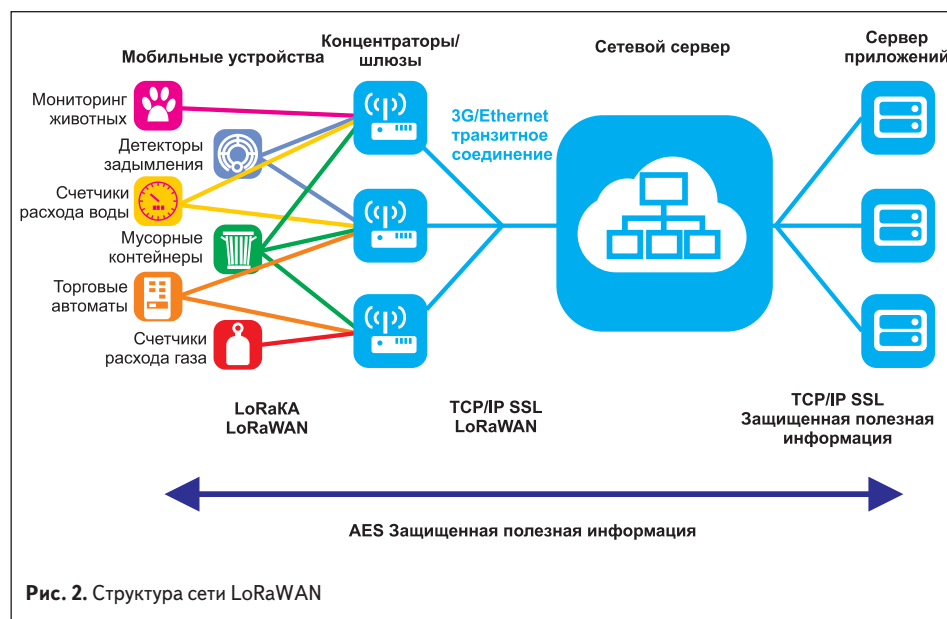 Мобильные устройства
Концентраторы/
шлюзы
Сетевой сервер
Сервер
приложений
Мониторинг
животных
Детекторы
задымления
Счетчики
расхода воды
Мусорные
контейнеры
Торговые
автоматы
Счетчики
расхода газа
3G/Ethernet
транзитное
соединение
LoRaКА
LoRaWAN
TCP/IP SSL
LoRaWAN
TCP/IP SSL
Защищенная полезная
информация
AES Защищенная полезная информация
Рис. 2. Структура сети LoRaWAN